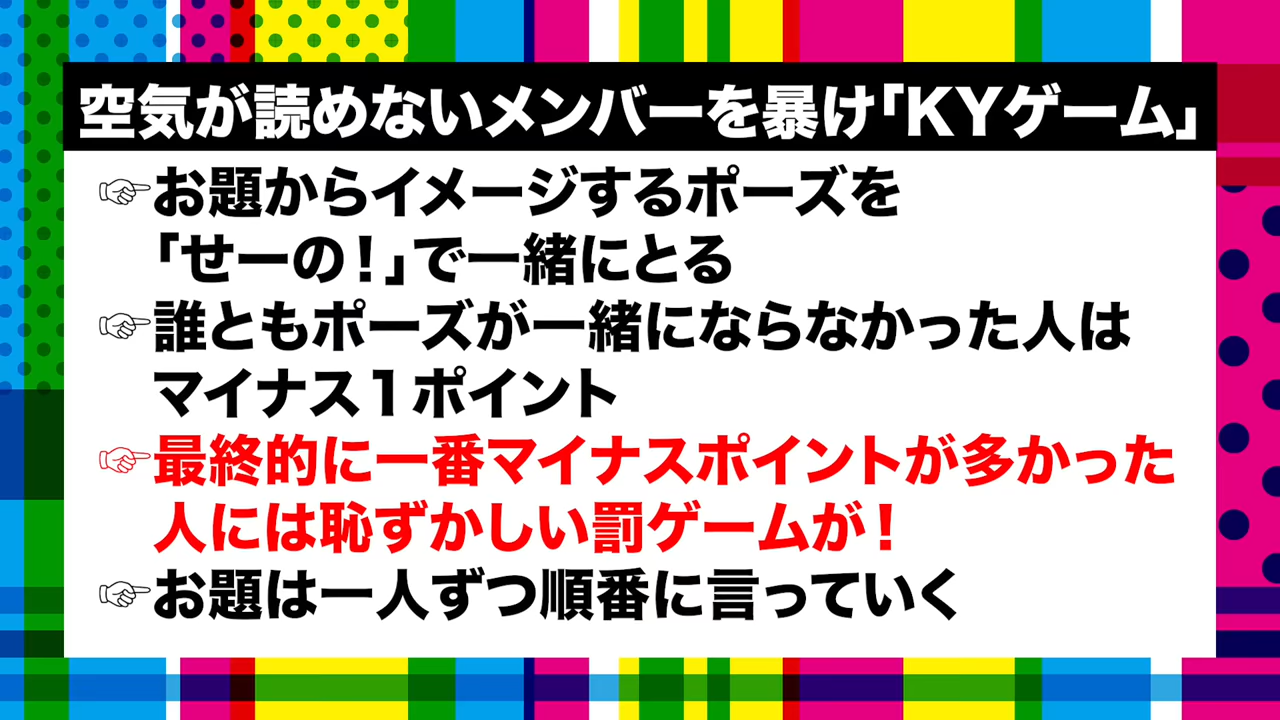 空気が読めないメンバーを暴け「KYゲーム」
☞お題からイメージするポーズを
「せーの!」で一緒にとる
☞誰ともポーズが一緒にならなかった人は
マイナス1ポイント
☞最終的に一番マイナスポイントが多かった
人には恥ずかしい罰ゲームが!
☞お題は一人ずつ順番に言っていく